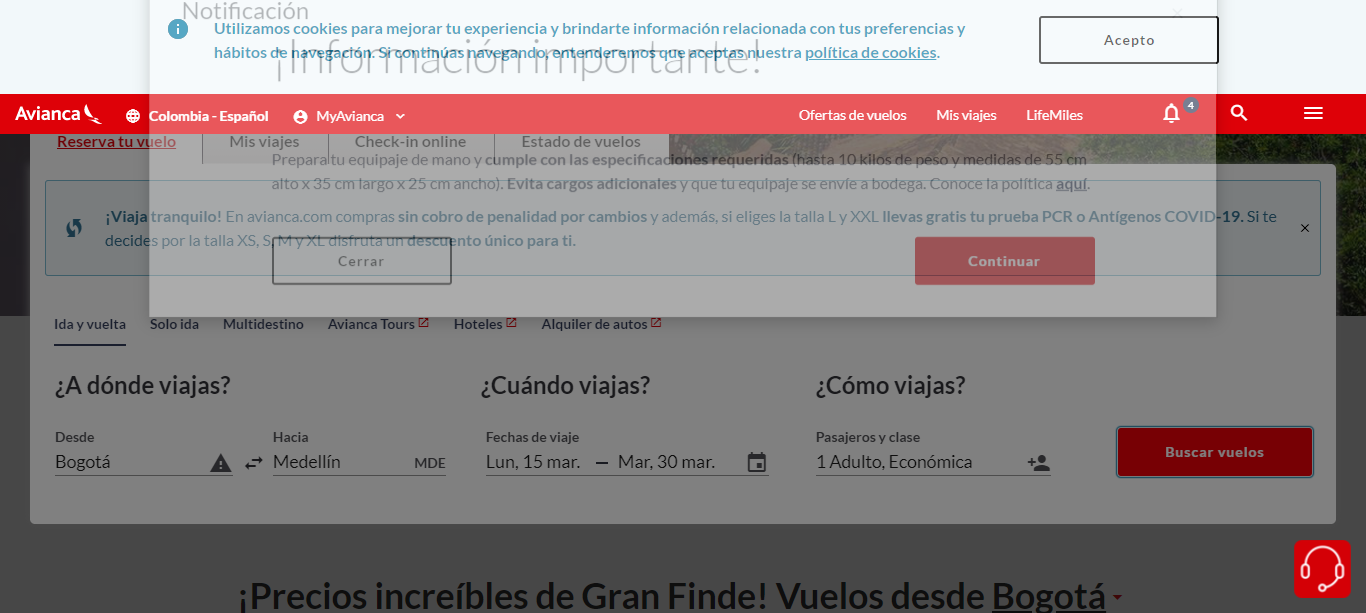 Notificación
Utilizamos cookies para mejorar tu experiencia y brindarte información relacionada con tus preferencias y
hábitos de navegación. Si continúas navegando, entenderemos que aceptas nuestra política de cookies.
Acepto
¡Información importante!
Avianca
Colombia - Español
MyAvianca
Ofertas de vuelos
Mis viajes
LifeMiles
4
Reserva tu vuelo
Mis viajes
Check-in online
Estado de vuelos
Prepara tu equipaje de mano y cumple con las especificaciones requeridas (hasta 10 kilos de peso y medidas de 55 cm
alto x 35 cm largo x 25 cm ancho). Evita cargos adicionales y que tu equipaje se envíe a bodega. Conoce la política aquí.
¡Viaja tranquilo! En avianca.com compras sin cobro de penalidad por cambios y además, si eliges la talla L y XXL llevas gratis tu prueba PCR o Antígenos COVID-19. Si te
decides por la talla XS, S, M y XL disfruta un descuento único para ti.
Cerrar
Continuar
Ida y vuelta
Solo ida
Multidestino
Avianca Tours
Hoteles
Alquiler de autos
¿A dónde viajas?
¿Cuándo viajas?
¿Cómo viajas?
Desde
Hacia
Fechas de viaje
Pasajeros y clase
Bogotá
Medellín
MDE
Lun, 15 mar. — Mar, 30 mar.
1 Adulto, Económica
Buscar vuelos
¡Precios increíbles de Gran Finde! Vuelos desde Bogotá